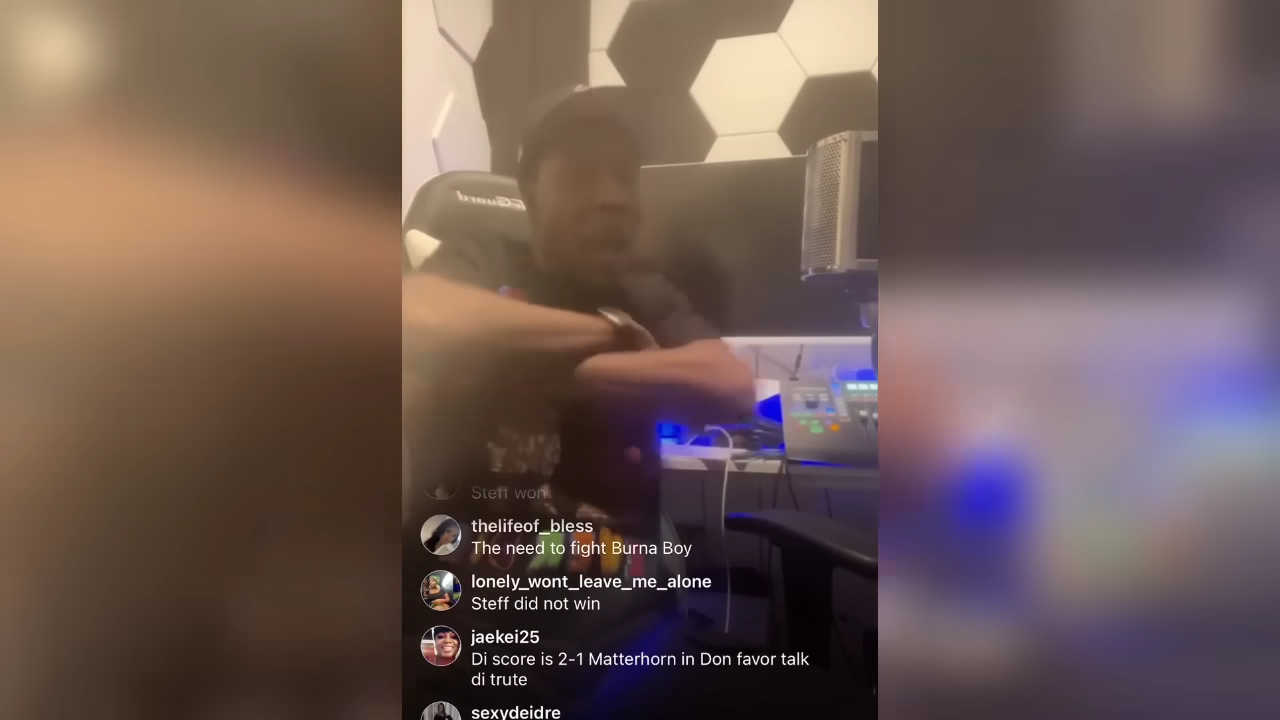 Steff won
thelifeof_bless
The need to fight Burna Boy
lonely_wont_leave_me_alone
Steff did not win
jaekei25
Di score is 2-1 Matterhorn in Don favor talk
di trute
sexydeidre